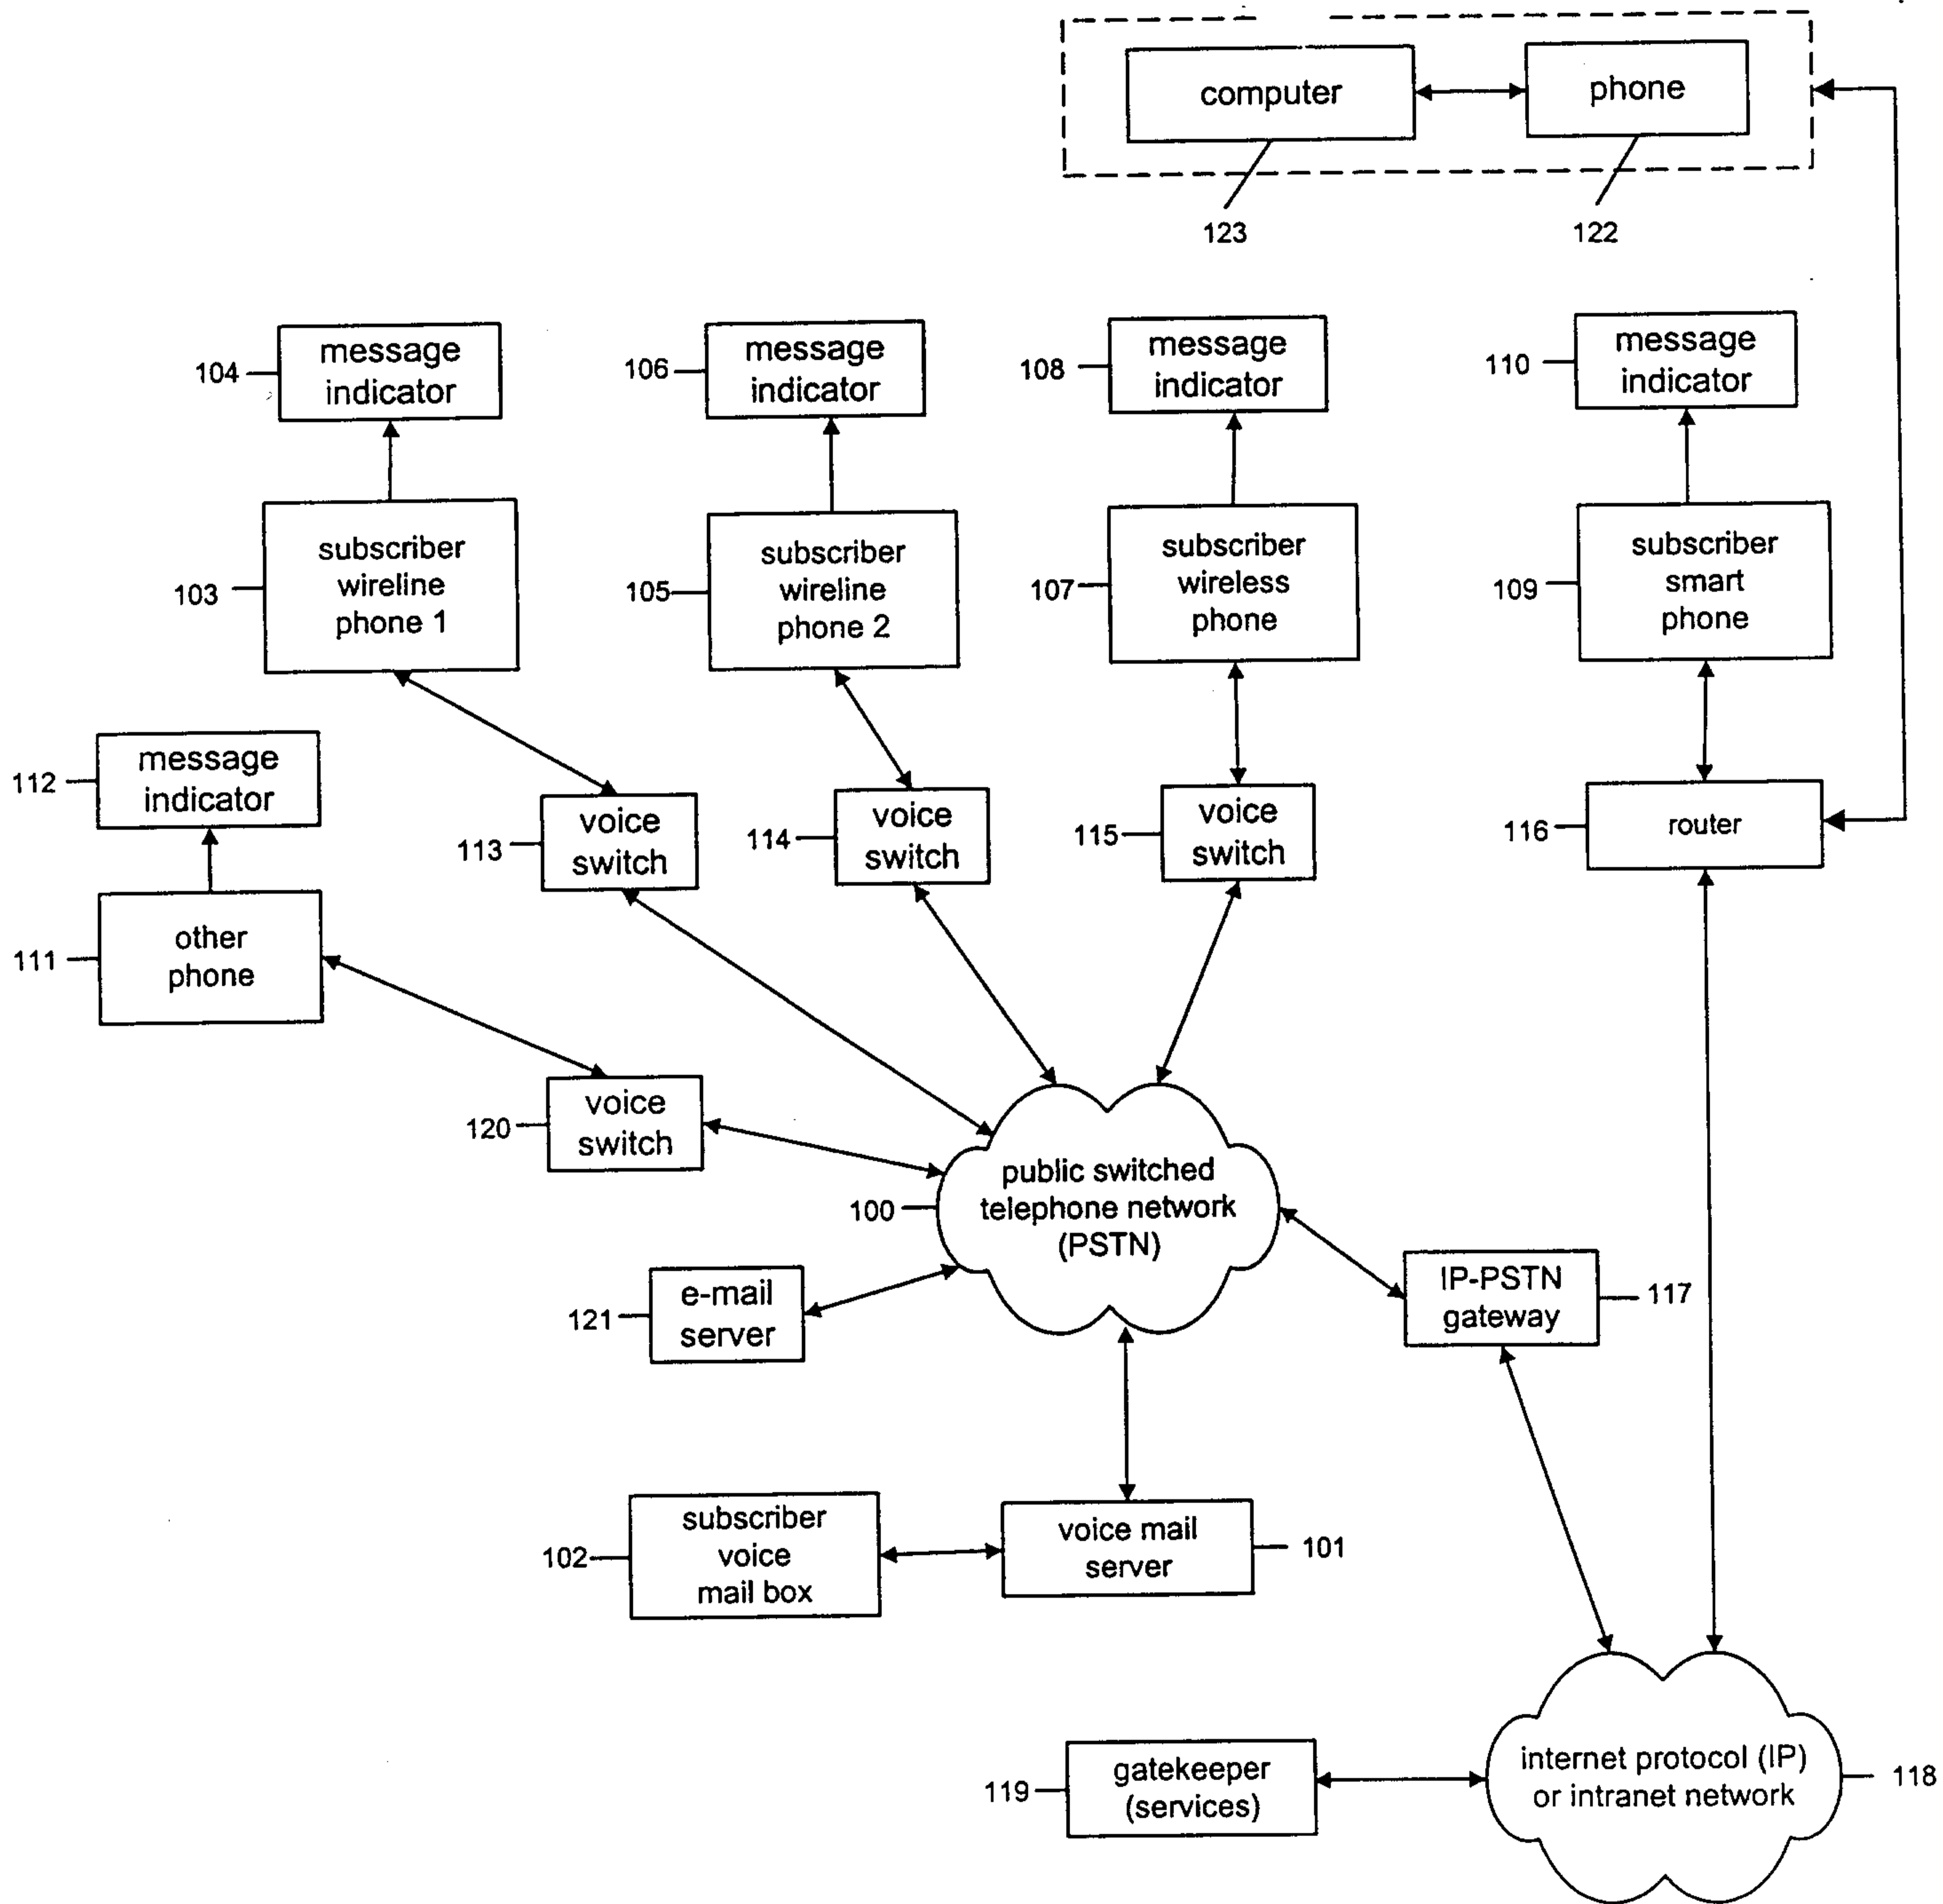 computer
phone
123
122
104
message
indicator
106
message
indicator
108
message
indicator
110
message
indicator
103
subscriber
wireline
phone 1
105
subscriber
wireline
phone 2
107
subscriber
wireless
phone
109
subscriber
smart
phone
112
message
indicator
113
voice
switch
114
voice
switch
115
voice
switch
116
router
111
other
phone
120
voice
switch
100
public switched
telephone network
(PSTN)
121
e-mail
server
IP-PSTN
gateway
117
102
subscriber
voice
mail box
voice mail
server
101
119
gatekeeper
(services)
internet protocol (IP)
or intranet network
118